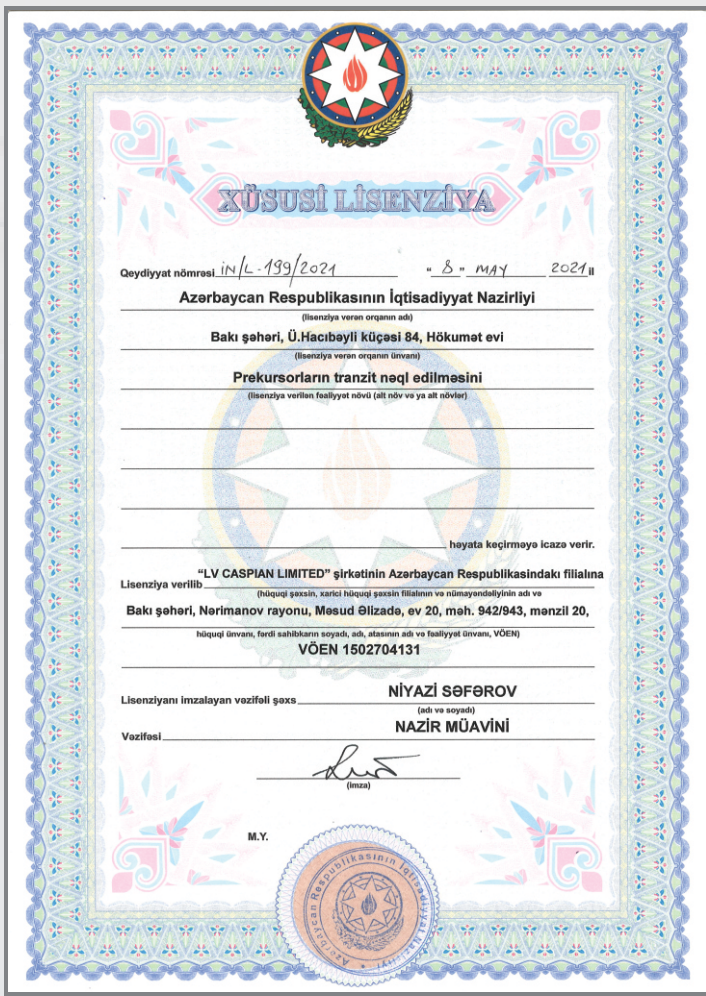 XÜSUSİ LİSENZİYA
Qeydiyyat nömrəsi İN/L-199/2021 " 8 " MAY 2021 il
Azərbaycan Respublikasının İqtisadiyyat Nazirliyi
(lisenziya verən orqanın adı)
Bakı şəhəri, Ü.Hacıbəyli küçəsi 84, Hökumət evi
(lisenziya verən orqanın ünvanı)
Prekursorların tranzit nəql edilməsini
(lisenziya verilən fəaliyyət növü (alt növ və ya alt növlər)
həyata keçirməyə icazə verir.
"LV CASPIAN LIMITED" şirkətinin Azərbaycan Respublikasindakı filialına
Lisenziya verilib
(hüquqi şəxsin, xarici hüquqi şəxsin filialının və nümayəndəliyinin adı və
Bakı şəhəri, Nərimanov rayonu, Məsud Əlizadə, ev 20, məh. 942/943, mənzil 20,
hüquqi ünvanı, fərdi sahibkarın soyadı, adı, atasının adı və fəaliyyət ünvanı, VÖEN)
VÖEN 1502704131
Lisenziyanı imzalayan vəzifəli şəxs NİYAZİ SƏFƏROV
(adı və soyadı)
Vəzifəsi NAZİR MÜAVİNİ
(imza)
M.Y.
Azərbaycan Respublikasının İqtisadiyyat Nazirliyi